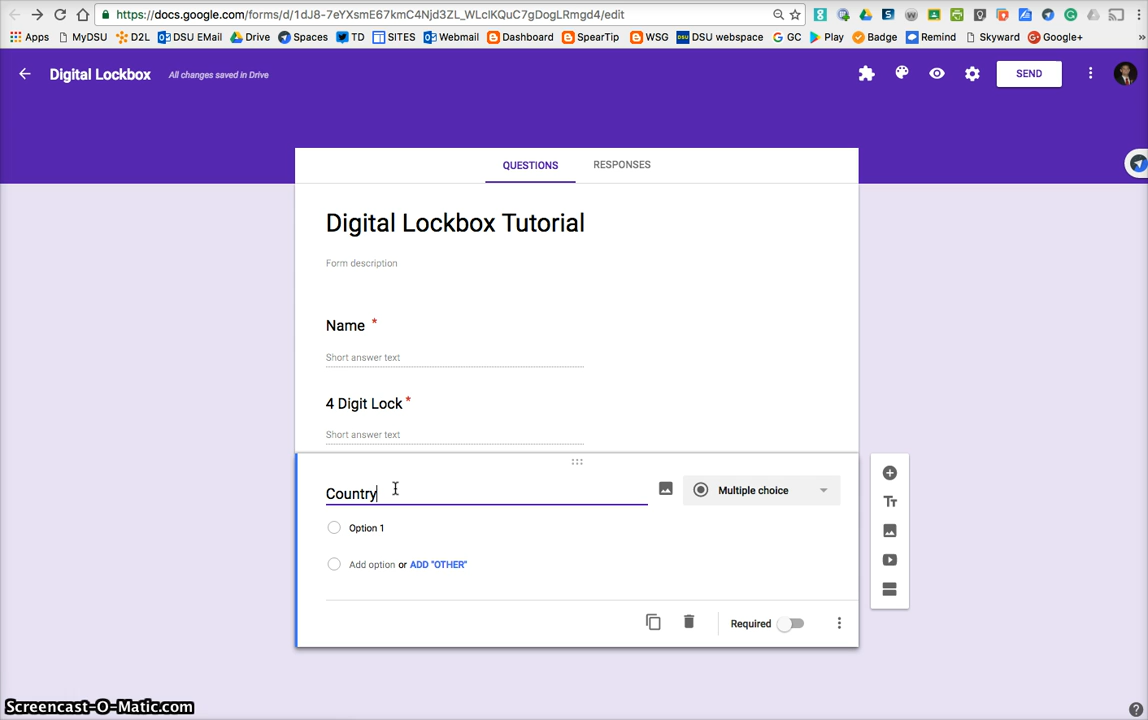 https://docs.google.com/forms/d/1dJ8-7eYXsmE67kmC4Njd3ZL_WLclKQuC7gDogLRmgd4/edit
Apps MyDSU D2L DSU EMail Drive Spaces TD SITES Webmail Dashboard SpearTip WSG DSU webspace GC Play Badge Remind Skyward Google+ »
Digital Lockbox All changes saved in Drive SEND
QUESTIONS RESPONSES
Digital Lockbox Tutorial
Form description
Name *
Short answer text
4 Digit Lock *
Short answer text
Country Multiple choice
Option 1
Add option or ADD "OTHER"
Required
Screencast-O-Matic.com